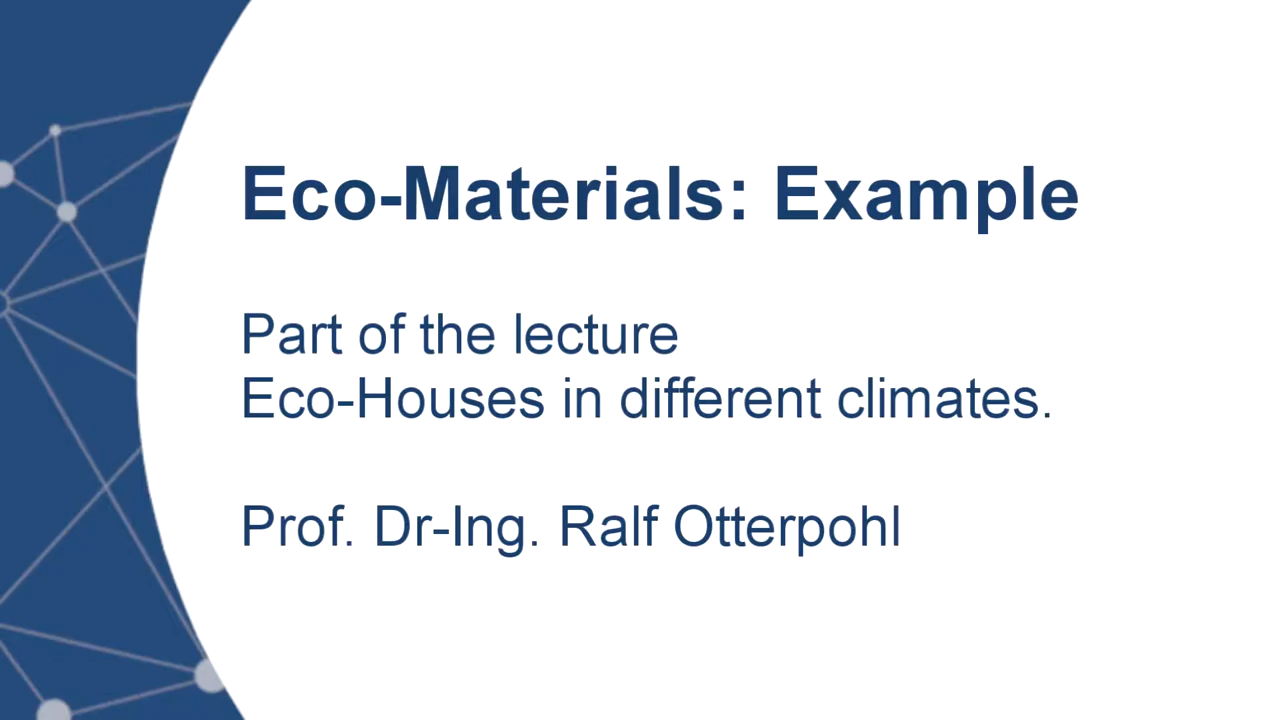 Eco-Materials: Example
Part of the lecture
Eco-Houses in different climates.
Prof. Dr-Ing. Ralf Otterpohl